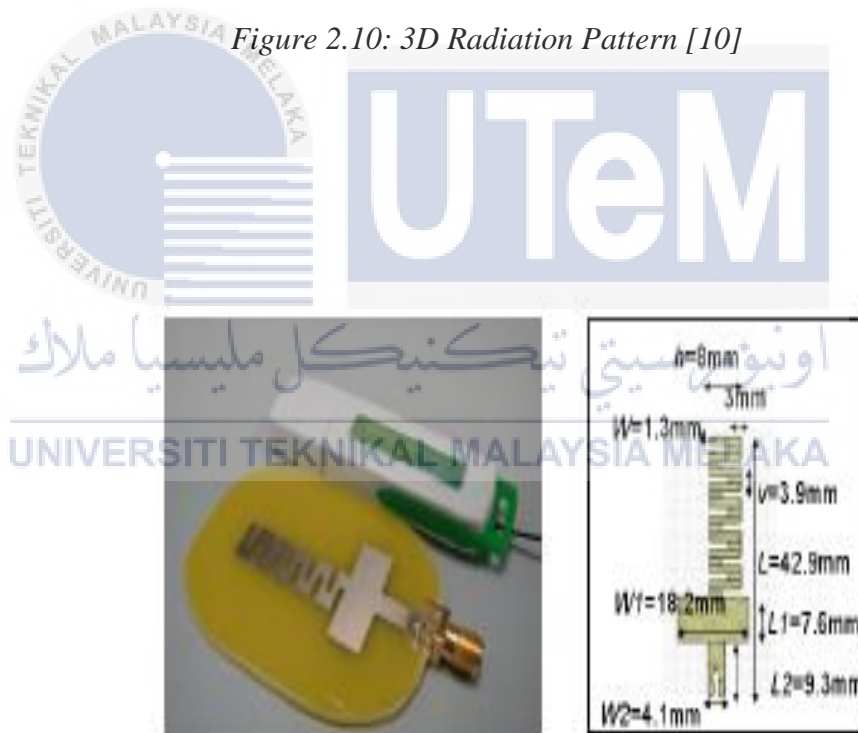 Figure 2.10: 3D Radiation Pattern [10]
UNIVERSITI TEKNIKAL MALAYSIA MELAKA
UTeM
اونيورسيتي تيكنيكل مليسيا ملاك
UNIVERSITI TEKNIKAL MALAYSIA MELAKA
h=8mm
3mm
W=1.3mm
v=3.9mm
L=42.9mm
W1=18.2mm
L1=7.6mm
L2=9.3mm
W2=4.1mm